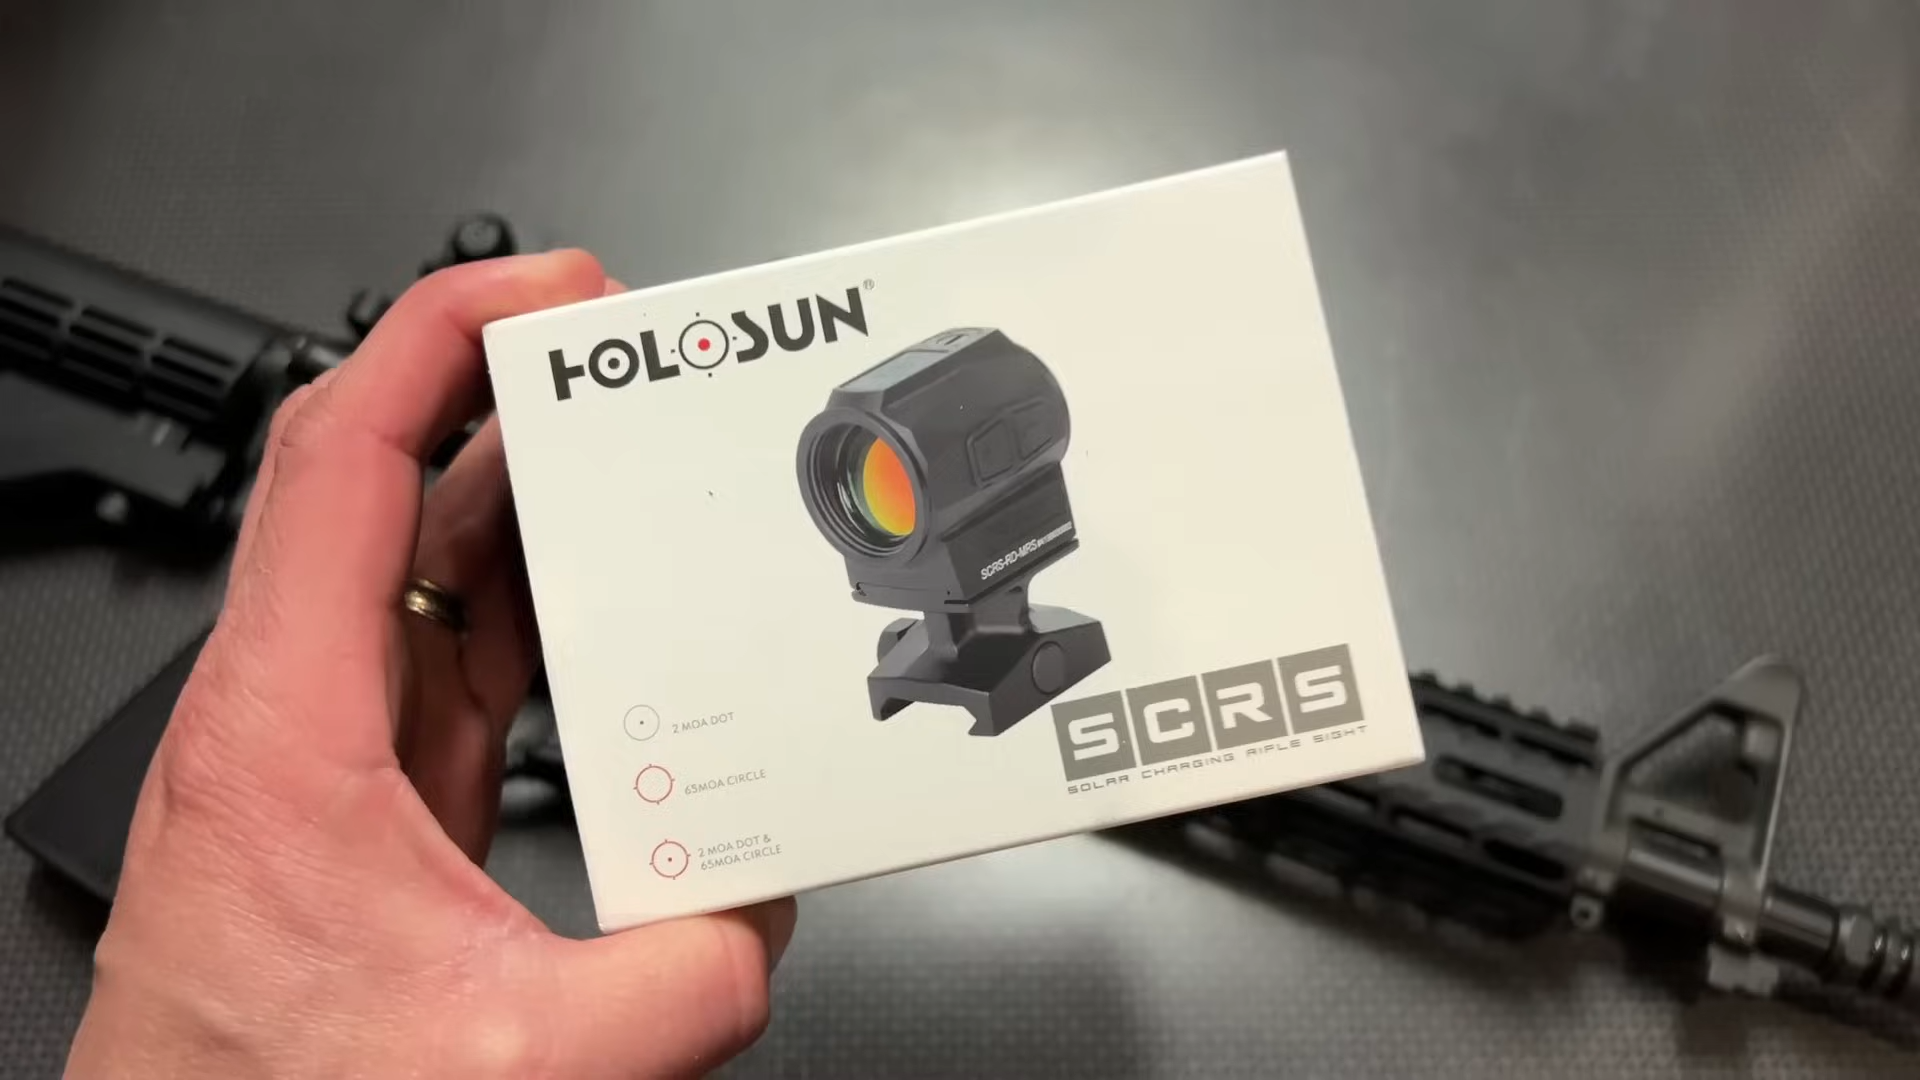 HOLOSUN®
SCRS-RD-MRS
2 MOA DOT
65MOA CIRCLE
2 MOA DOT &
65MOA CIRCLE
SCRS
SOLAR CHARGING RIFLE SIGHT